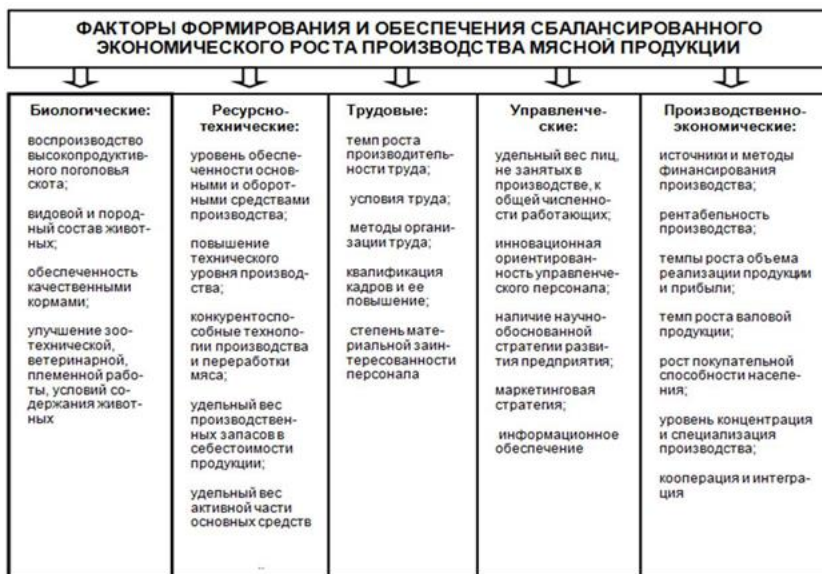 ФАКТОРЫ ФОРМИРОВАНИЯ И ОБЕСПЕЧЕНИЯ СБАЛАНСИРОВАННОГО
ЭКОНОМИЧЕСКОГО РОСТА ПРОИЗВОДСТВА МЯСНОЙ ПРОДУКЦИИ
Биологические:
воспроизводство
высокопродуктив-
ного поголовья
скота;
видовой и пород-
ный состав живот-
ных;
обеспеченность
качественными
кормами;
улучшение зоо-
технической,
ветеринарной,
племенной рабо-
ты, условий со-
держания живот-
ных
Ресурсно-
технические:
уровень обеспе-
ченности основ-
ными и оборот-
ными средствами
производства;
повышение
технического
уровня производ-
ства;
конкурентоспо-
собные техноло-
гии производства
и переработки
мяса;
удельный вес
производствен-
ных запасов в
себестоимости
продукции;
удельный вес
активной части
основных средств
Трудовые:
темп роста
производитель-
ности труда;
условия труда;
методы органи-
зации труда;
квалификация
кадров и ее
повышение;
степень мате-
риальной заин-
тересованности
персонала
Управленче-
ские:
удельный вес лиц,
не занятых в
производстве, к
общей числен-
ности работаю-
щих;
инновационная
ориентирован-
ность управленче-
ского персонала;
наличие научно-
обоснованной
стратегии разви-
тия предприятия;
маркетинговая
стратегия;
информационное
обеспечение
Производственно-
экономические:
источники и методы
финансирования
производства;
рентабельность
производства;
темпы роста объема
реализации продукции
и прибыли;
темп роста валовой
продукции;
рост покупательной
способности населе-
ния;
уровень концентрация
и специализация
производства;
кооперация и интегра-
ция